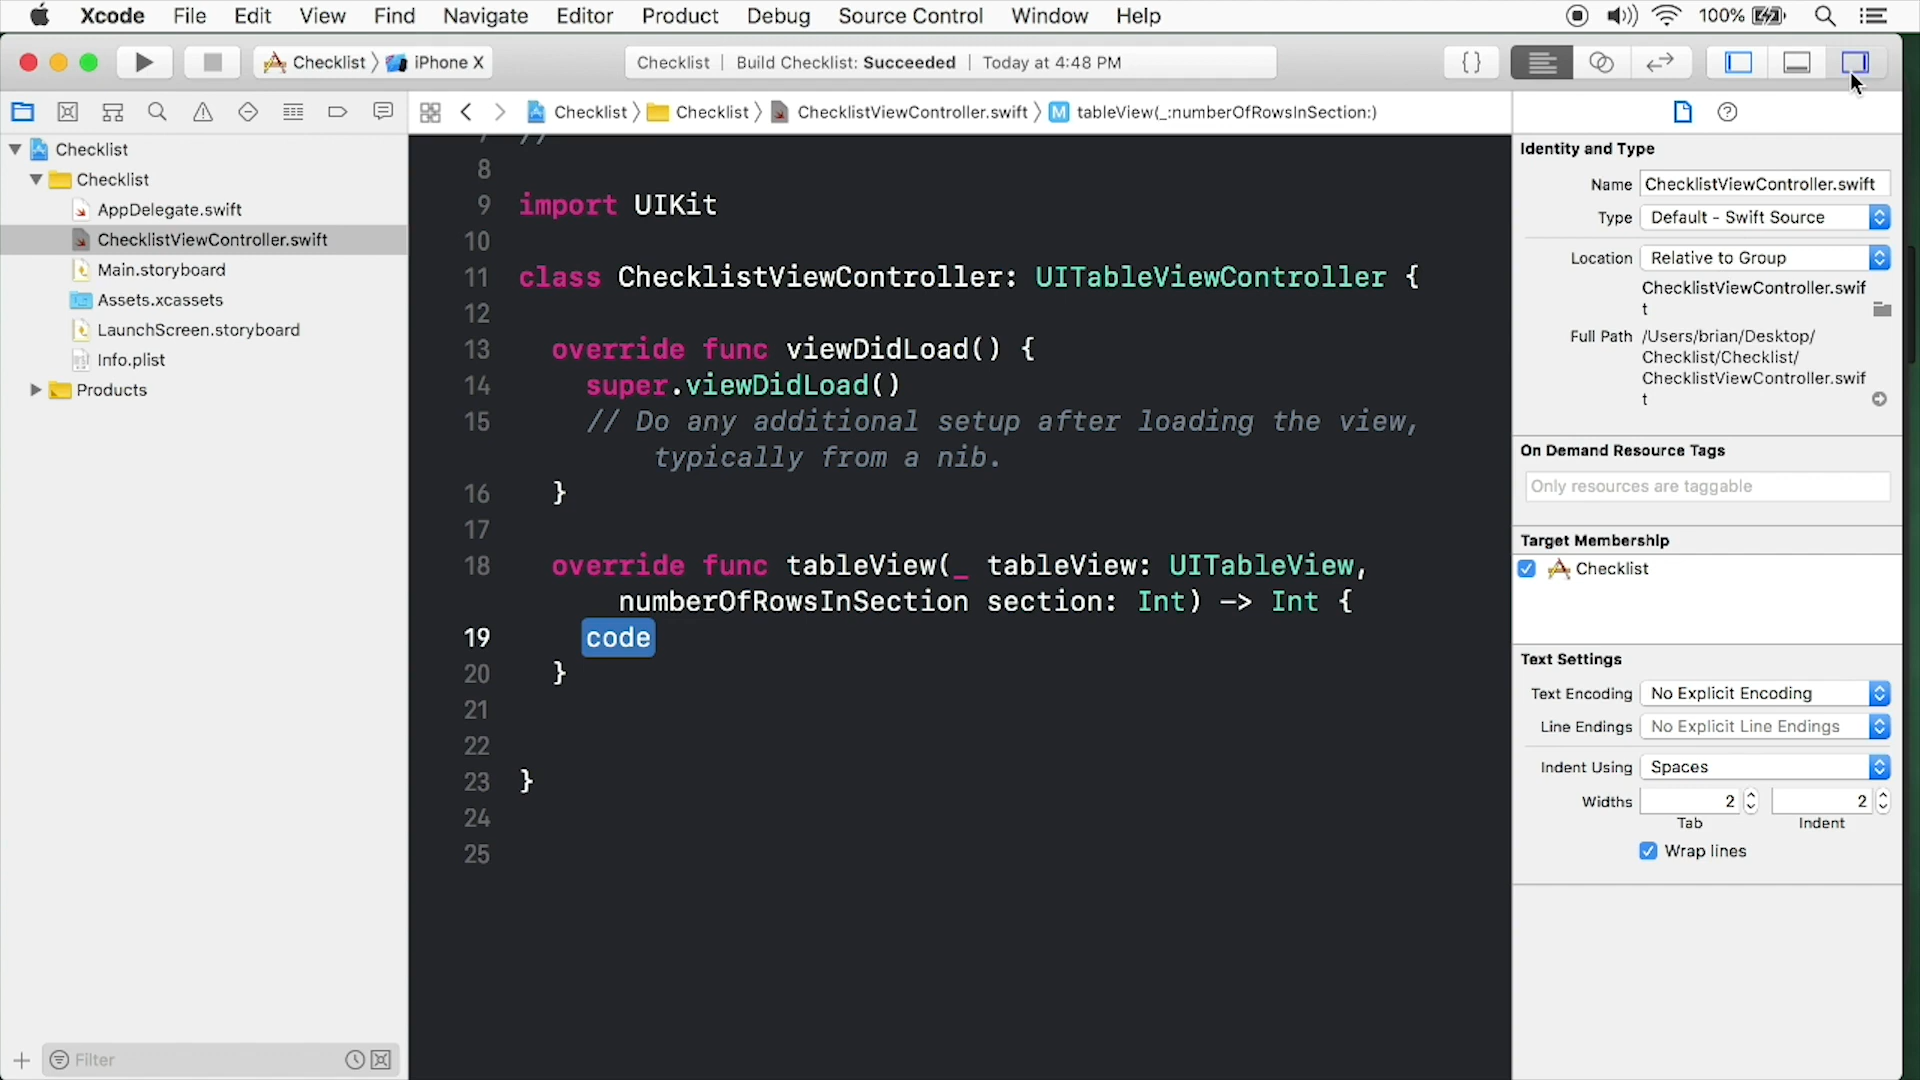 Xcode File Edit View Find Navigate Editor Product Debug Source Control Window Help 100%
Checklist iPhone X Checklist | Build Checklist: Succeeded | Today at 4:48 PM { }
Checklist Checklist ChecklistViewController.swift M tableView(_:numberOfRowsInSection:)
Checklist
Checklist
AppDelegate.swift
ChecklistViewController.swift
Main.storyboard
Assets.xcassets
LaunchScreen.storyboard
Info.plist
Products
Filter
7 //
8
9 import UIKit
10
11 class ChecklistViewController: UITableViewController {
12
13 override func viewDidLoad() {
14 super.viewDidLoad()
15 // Do any additional setup after loading the view,
typically from a nib.
16 }
17
18 override func tableView(_ tableView: UITableView,
numberOfRowsInSection section: Int) -> Int {
19 code
20 }
21
22
23 }
24
25
Identity and Type
Name ChecklistViewController.swift
Type Default - Swift Source
Location Relative to Group
ChecklistViewController.swif
t
Full Path /Users/brian/Desktop/
Checklist/Checklist/
ChecklistViewController.swif
t
On Demand Resource Tags
Only resources are taggable
Target Membership
Checklist
Text Settings
Text Encoding No Explicit Encoding
Line Endings No Explicit Line Endings
Indent Using Spaces
Widths 2 2
Tab Indent
Wrap lines